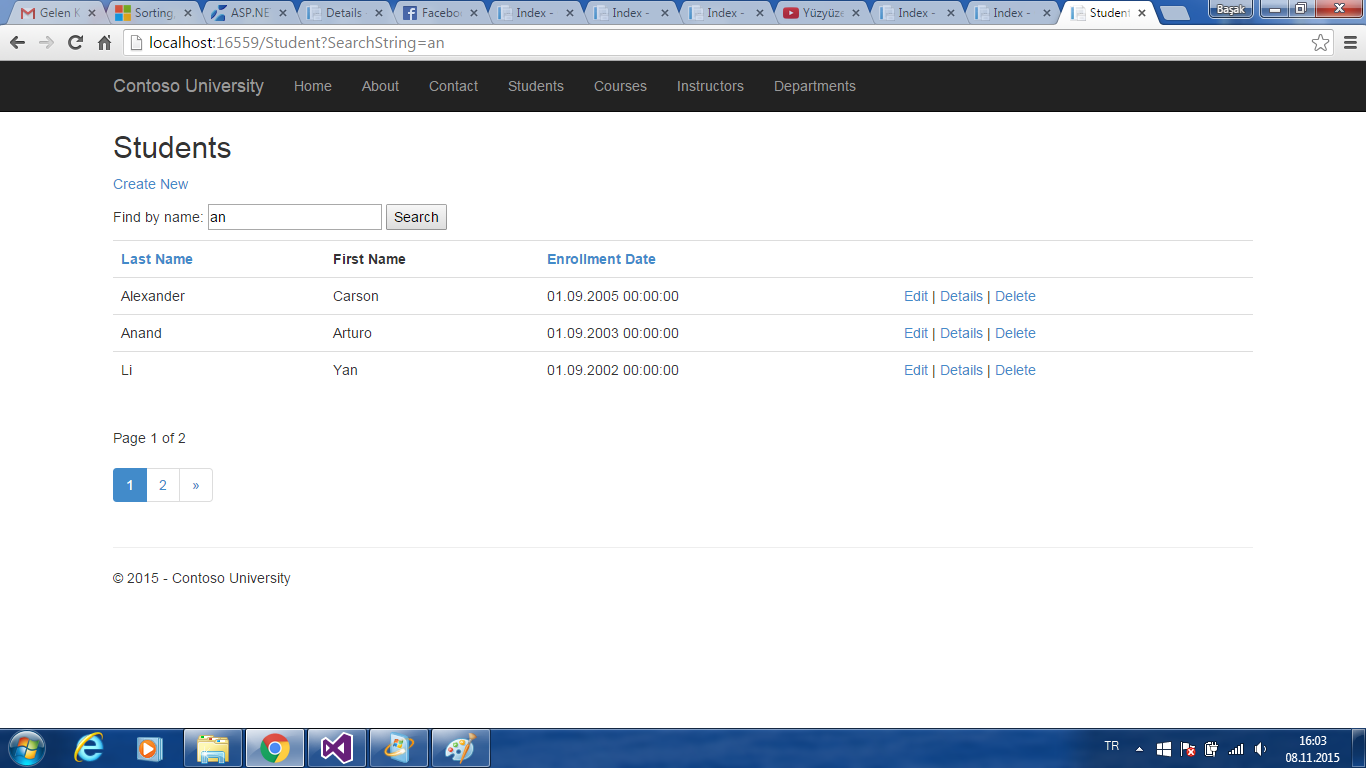 Gelen K Sorting, ASP.NE Details Facebo Index - Index - Index - Yüzyüze Index - Index - Student Başak
localhost:16559/Student?SearchString=an
Contoso University Home About Contact Students Courses Instructors Departments
Students
Create New
Find by name: an Search
Last Name First Name Enrollment Date
Alexander Carson 01.09.2005 00:00:00 Edit | Details | Delete
Anand Arturo 01.09.2003 00:00:00 Edit | Details | Delete
Li Yan 01.09.2002 00:00:00 Edit | Details | Delete
Page 1 of 2
1 2 »
© 2015 - Contoso University
TR 16:03
08.11.2015